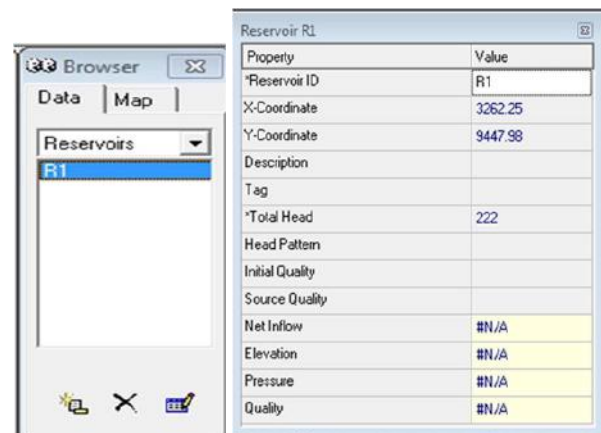 Browser
Data Map
Reservoirs
R1
Reservoir R1
Property Value
*Reservoir ID R1
X-Coordinate 3262.25
Y-Coordinate 9447.98
Description
Tag
*Total Head 222
Head Pattern
Initial Quality
Source Quality
Net Inflow #N/A
Elevation #N/A
Pressure #N/A
Quality #N/A